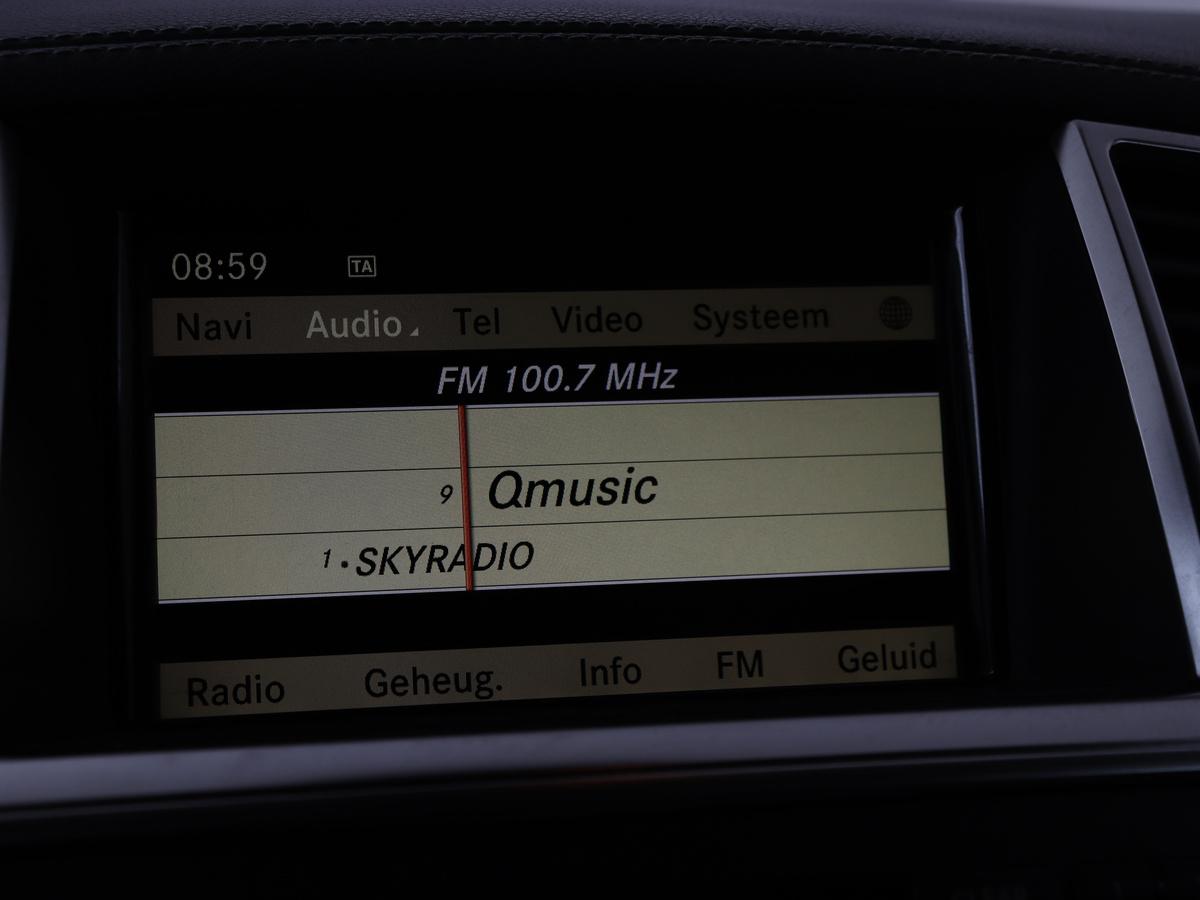 08:59 TA
Navi Audio Tel Video Systeem
FM 100.7 MHz
9 Qmusic
1 • SKYRADIO
Radio Geheug. Info FM Geluid